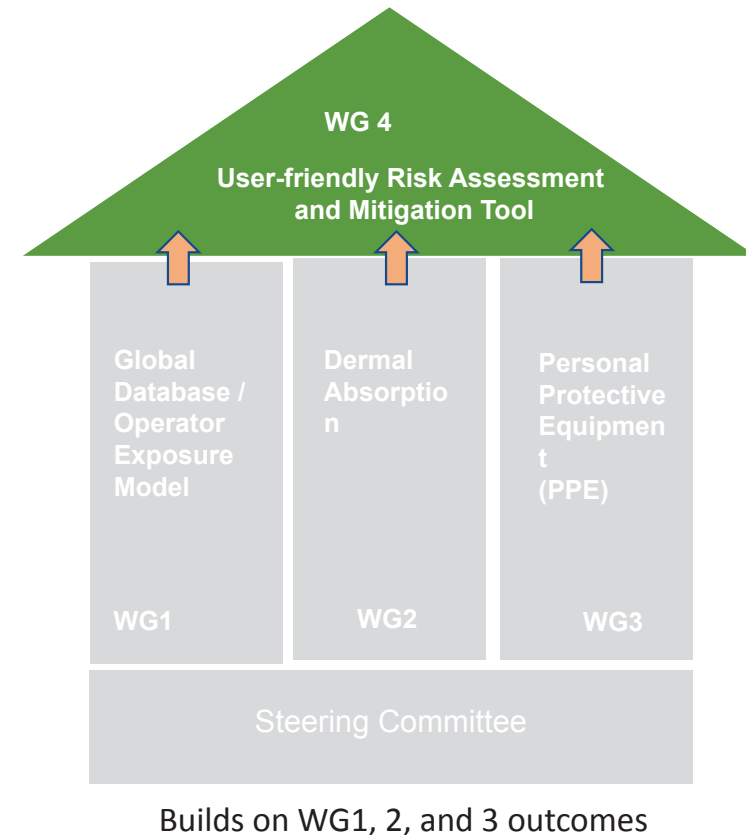 WG 4
User-friendly Risk Assessment
and Mitigation Tool
Global
Database /
Operator
Exposure
Model
WG1
Dermal
Absorptio
n
WG2
Personal
Protective
Equipmen
t
(PPE)
WG3
Steering Committee
Builds on WG1, 2, and 3 outcomes